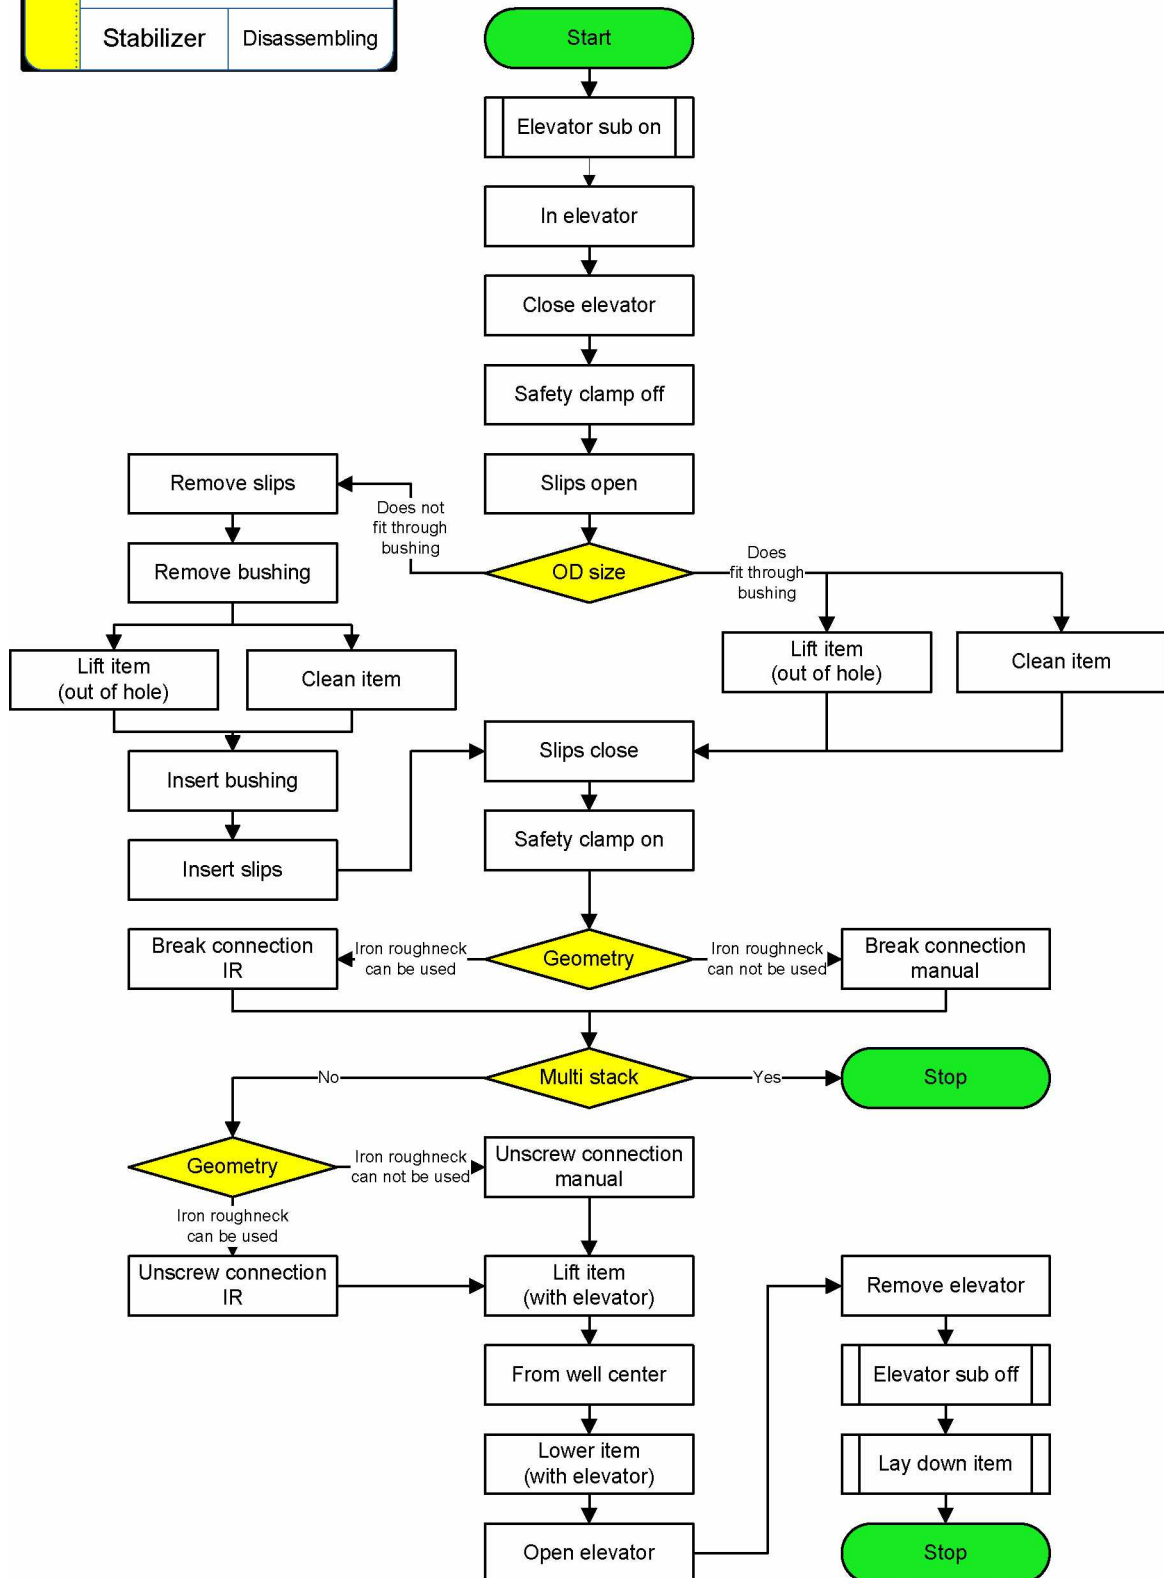 Stabilizer
Disassembling
Start
Elevator sub on
In elevator
Close elevator
Safety clamp off
Slips open
Remove slips
Does not
fit through
bushing
OD size
Does
fit through
bushing
Remove bushing
Lift item
(out of hole)
Clean item
Lift item
(out of hole)
Clean item
Slips close
Insert bushing
Safety clamp on
Insert slips
Break connection
IR
Iron roughneck
can be used
Geometry
Iron roughneck
can not be used
Break connection
manual
No
Multi stack
Yes
Stop
Geometry
Iron roughneck
can not be used
Unscrew connection
manual
Iron roughneck
can be used
Unscrew connection
IR
Lift item
(with elevator)
Remove elevator
From well center
Elevator sub off
Lower item
(with elevator)
Lay down item
Open elevator
Stop